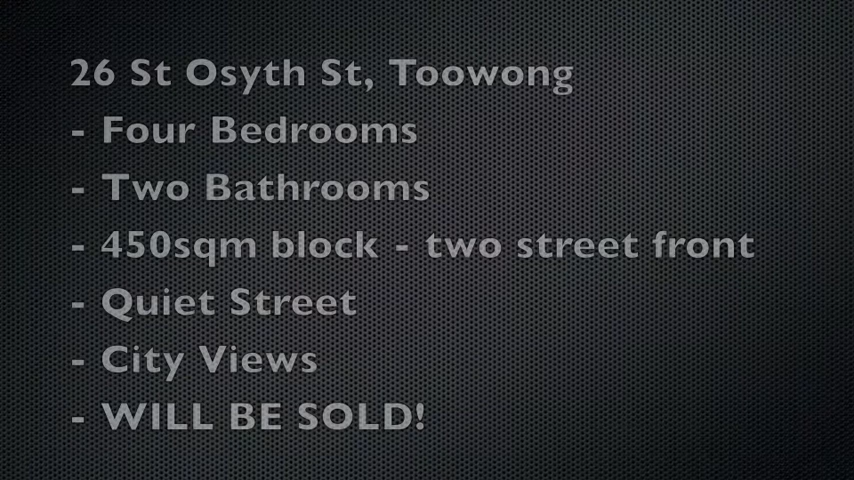 26 St Osyth St, Toowong
- Four Bedrooms
- Two Bathrooms
- 450sqm block - two street front
- Quiet Street
- City Views
- WILL BE SOLD!